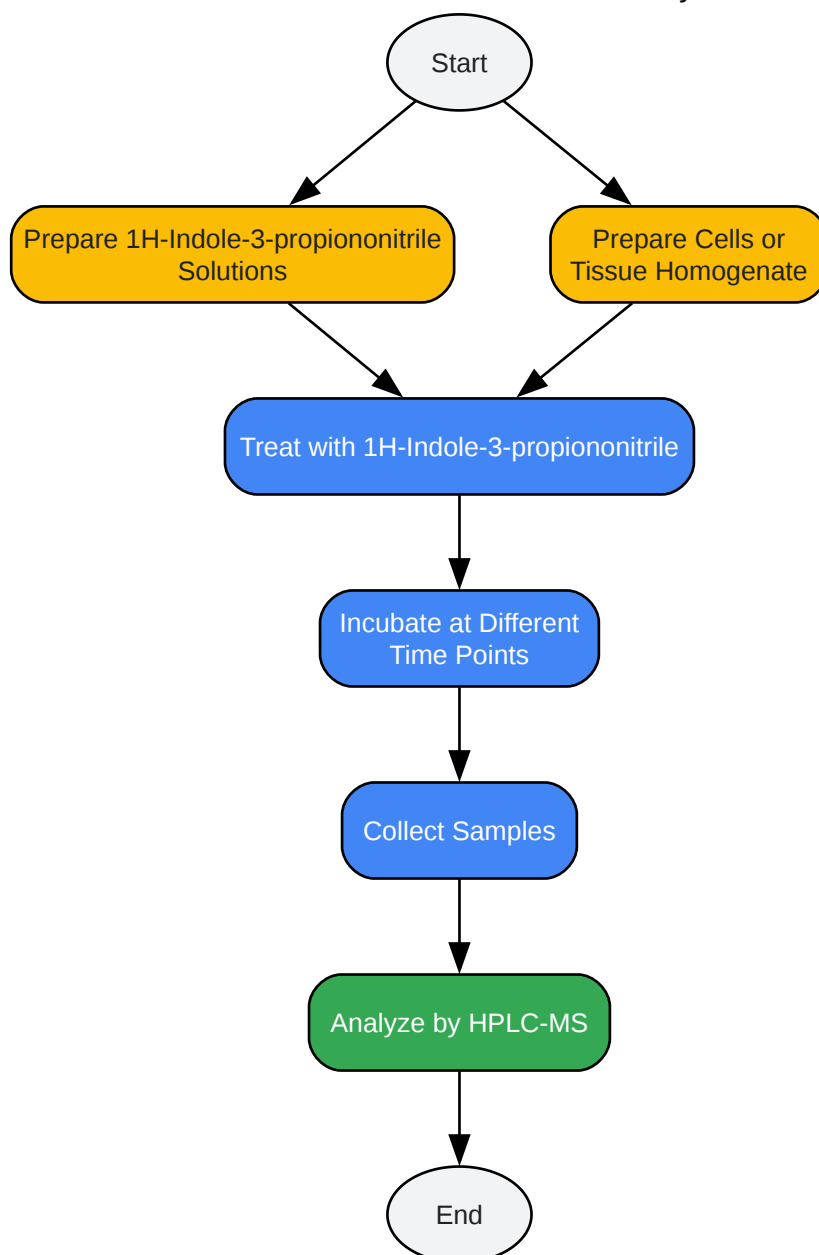 Start
Prepare 1H-Indole-3-propiononitrile
Solutions
Prepare Cells or
Tissue Homogenate
Treat with 1H-Indole-3-propiononitrile
Incubate at Different
Time Points
Collect Samples
Analyze by HPLC-MS
End